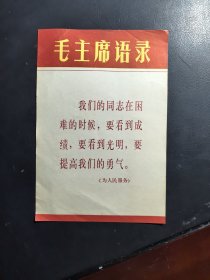 毛主席语录
我们的同志在困
难的时候，要看到成
绩，要看到光明，要
提高我们的勇气。
《为人民服务》